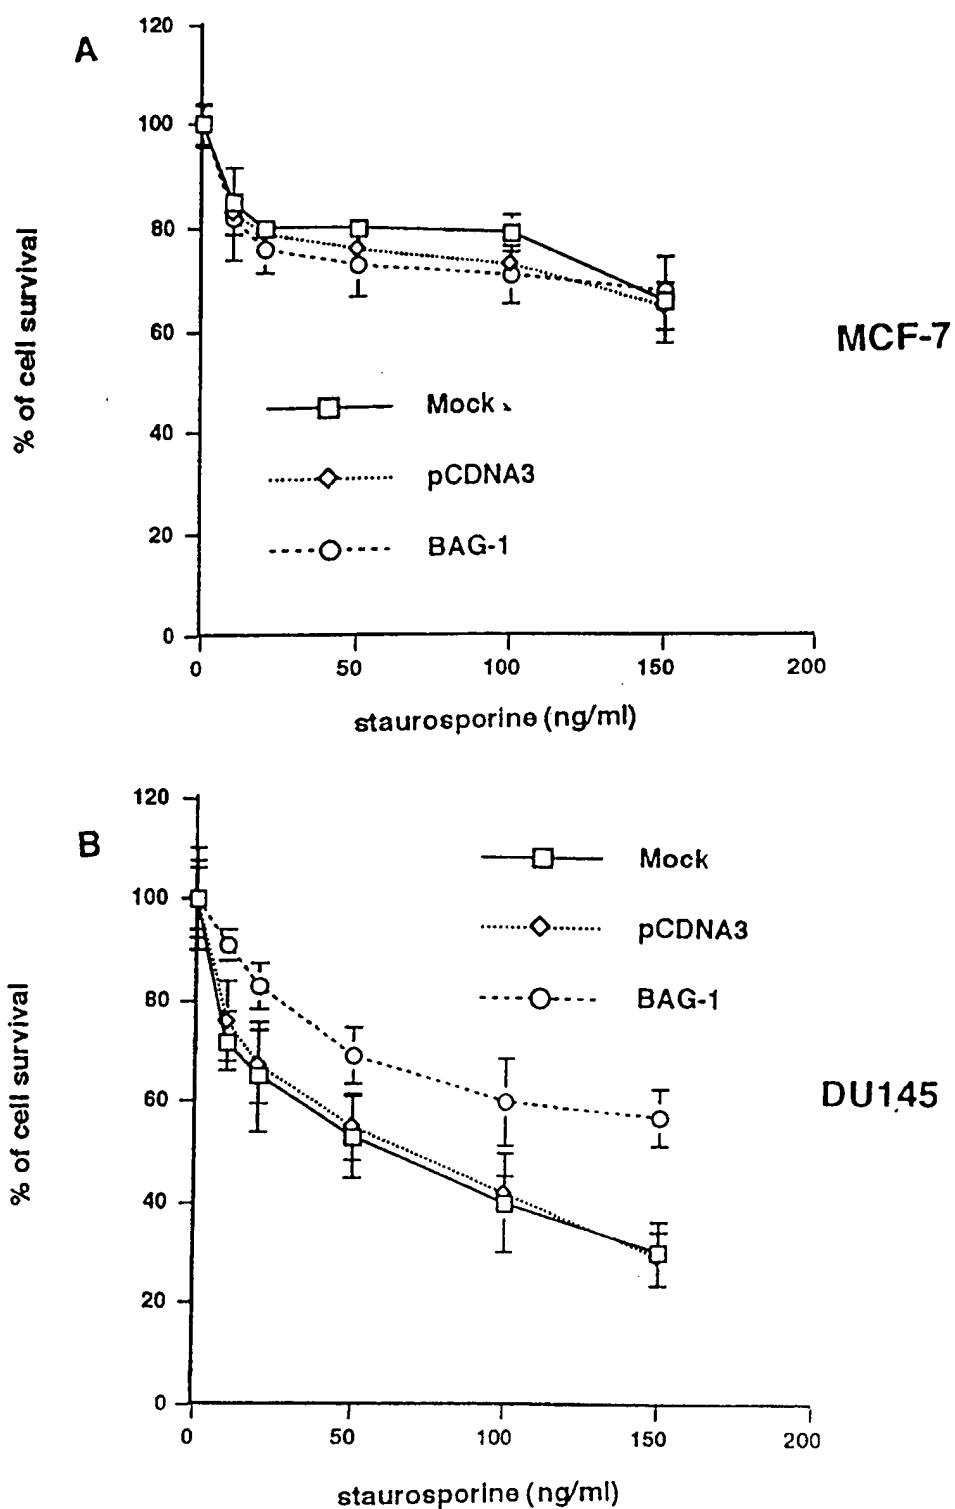 A
120
100
80
60
40
20
0
% of cell survival
MCF-7
Mock
pCDNA3
BAG-1
0 50 100 150 200
staurosporine (ng/ml)
B
120
100
80
60
40
20
0
% of cell survival
Mock
pCDNA3
BAG-1
DU145
0 50 100 150 200
staurosporine (ng/ml)